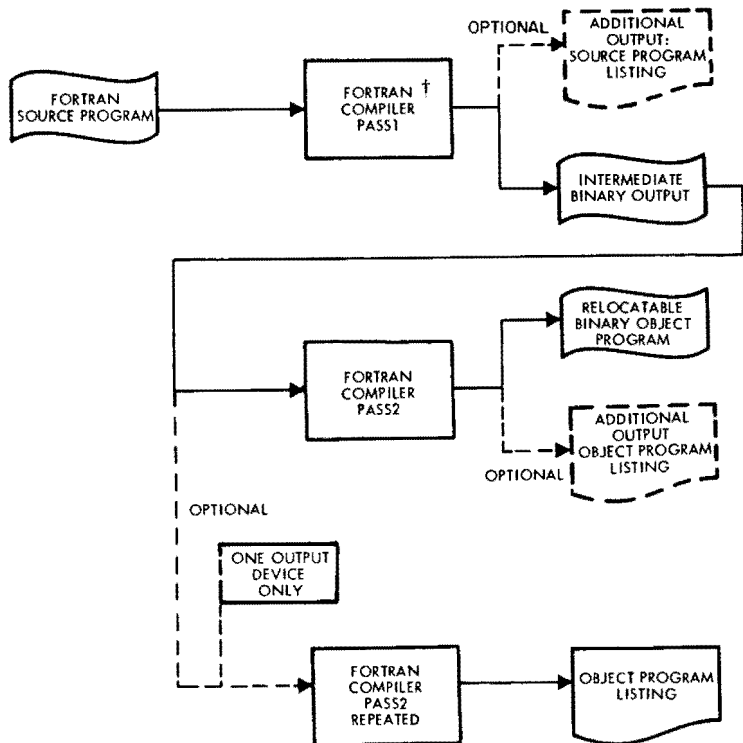 OPTIONAL
ADDITIONAL
OUTPUT:
SOURCE PROGRAM
LISTING
FORTRAN
SOURCE PROGRAM
FORTRAN †
COMPILER
PASS1
INTERMEDIATE
BINARY OUTPUT
RELOCATABLE
BINARY OBJECT
PROGRAM
FORTRAN
COMPILER
PASS2
ADDITIONAL
OUTPUT
OBJECT PROGRAM
LISTING
OPTIONAL
OPTIONAL
ONE OUTPUT
DEVICE
ONLY
FORTRAN
COMPILER
PASS2
REPEATED
OBJECT PROGRAM
LISTING